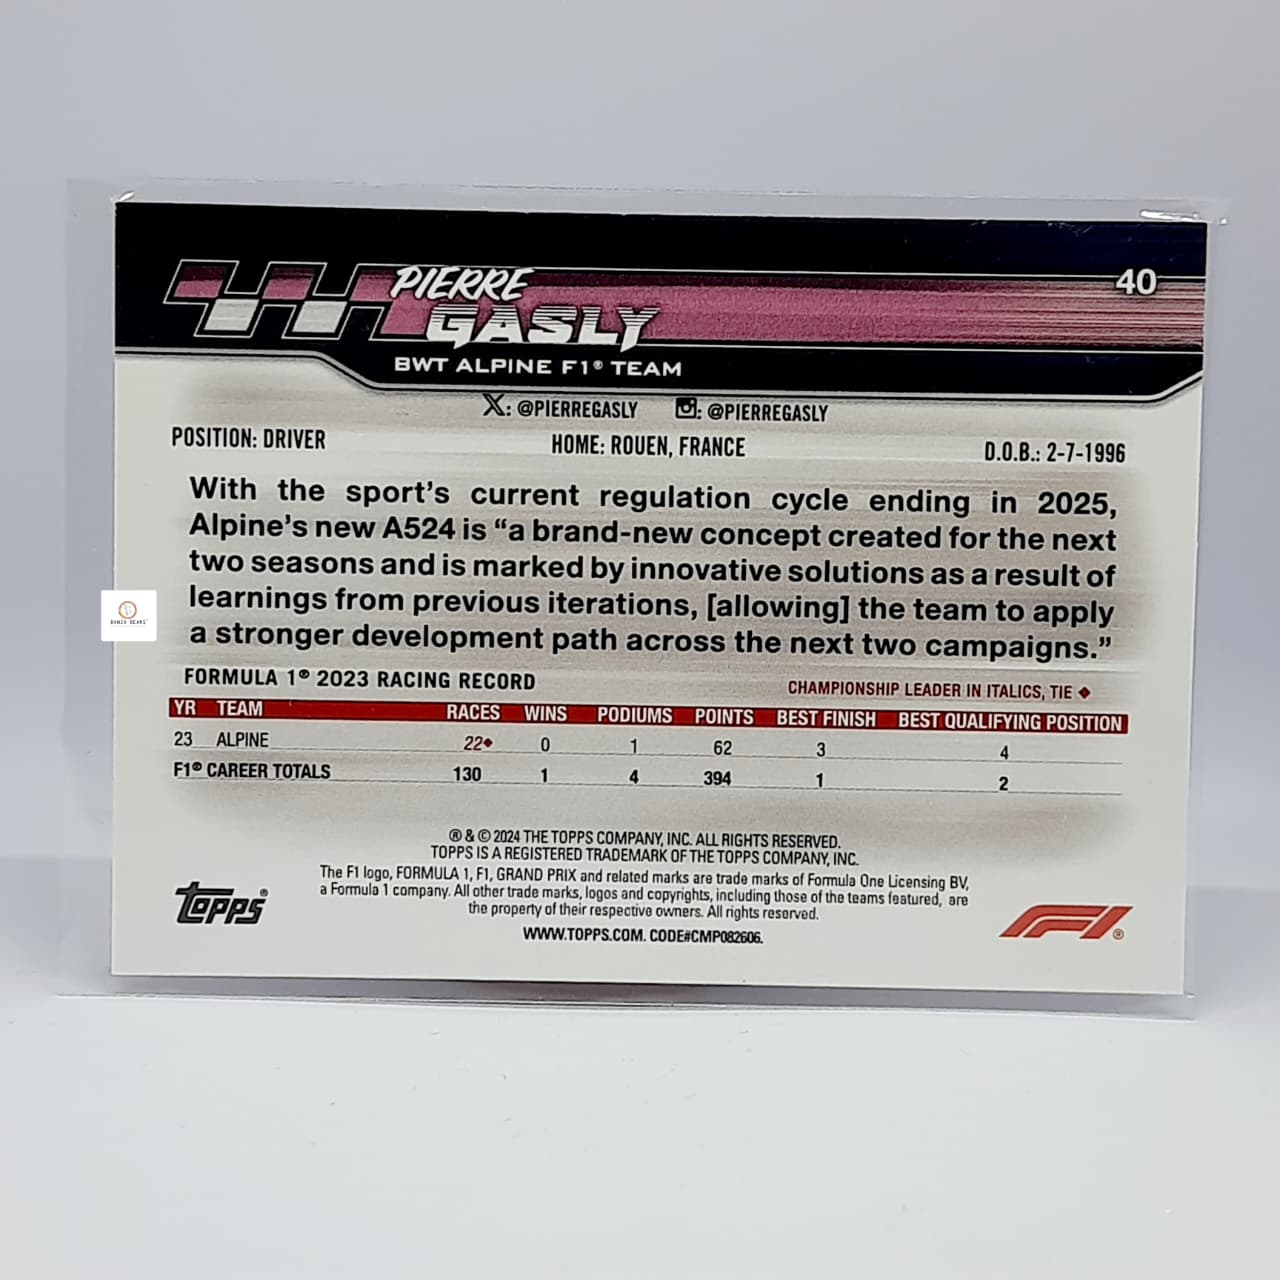 PIERRE
GASLY
40
BWT ALPINE F1® TEAM
X: @PIERREGASLY : @PIERREGASLY
POSITION: DRIVER HOME: ROUEN, FRANCE D.O.B.: 2-7-1996
With the sport's current regulation cycle ending in 2025,
Alpine's new A524 is “a brand-new concept created for the next
two seasons and is marked by innovative solutions as a result of
learnings from previous iterations, [allowing] the team to apply
a stronger development path across the next two campaigns.”
FORMULA 1® 2023 RACING RECORD CHAMPIONSHIP LEADER IN ITALICS, TIE ◆
YR TEAM RACES WINS PODIUMS POINTS BEST FINISH BEST QUALIFYING POSITION
23 ALPINE 22◆ 0 1 62 3 4
F1® CAREER TOTALS 130 1 4 394 1 2
® & © 2024 THE TOPPS COMPANY, INC. ALL RIGHTS RESERVED.
TOPPS IS A REGISTERED TRADEMARK OF THE TOPPS COMPANY, INC.
The F1 logo, FORMULA 1, F1, GRAND PRIX and related marks are trade marks of Formula One Licensing BV,
a Formula 1 company. All other trade marks, logos and copyrights, including those of the teams featured, are
the property of their respective owners. All rights reserved.
WWW.TOPPS.COM. CODE#CMP082606.
Topps®
F1®